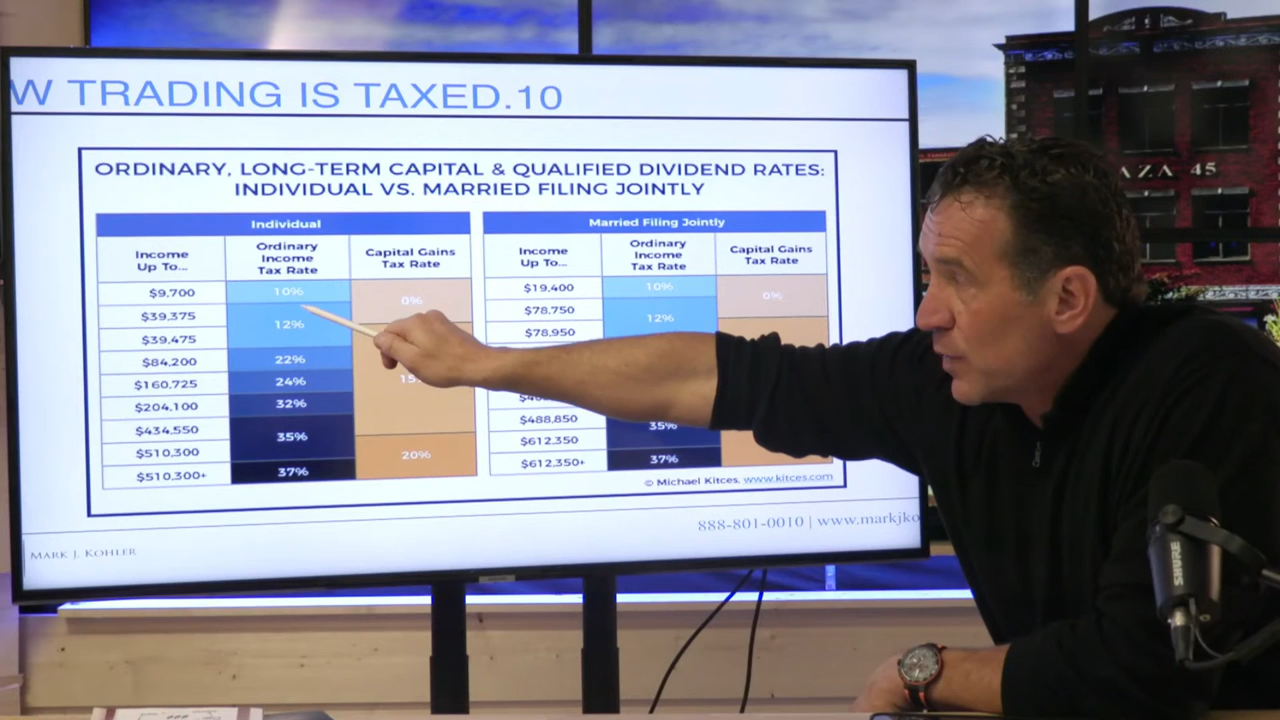 W TRADING IS TAXED.10
ORDINARY, LONG-TERM CAPITAL & QUALIFIED DIVIDEND RATES:
INDIVIDUAL VS. MARRIED FILING JOINTLY
Individual
Income Up To... Ordinary Income Tax Rate Capital Gains Tax Rate
$9,700 10% 0%
$39,375
12%
$39,475
$84,200 22%
$160,725 24% 15
$204,100 32%
$434,550
35%
$510,300 20%
$510,300+ 37%
Married Filing Jointly
Income Up To... Ordinary Income Tax Rate Capital Gains Tax Rate
$19,400 10% 0%
$78,750
12%
$78,950
$488,850 35%
$612,350
$612,350+ 37%
© Michael Kitces, www.kitces.com
888-801-0010 | www.markjko
MARK J. KOHLER
AZA 45
SHURE